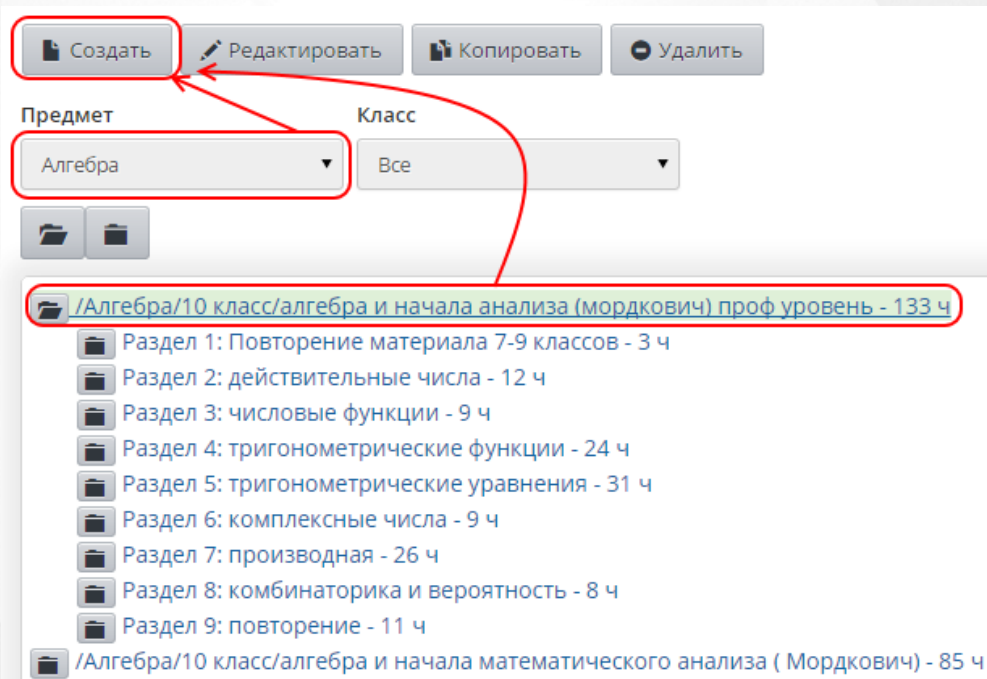 Создать Редактировать Копировать Удалить
Предмет Класс
Алгебра Все
/Алгебра/10 класс/алгебра и начала анализа (мордкович) проф уровень - 133 ч
Раздел 1: Повторение материала 7-9 классов - 3 ч
Раздел 2: действительные числа - 12 ч
Раздел 3: числовые функции - 9 ч
Раздел 4: тригонометрические функции - 24 ч
Раздел 5: тригонометрические уравнения - 31 ч
Раздел 6: комплексные числа - 9 ч
Раздел 7: производная - 26 ч
Раздел 8: комбинаторика и вероятность - 8 ч
Раздел 9: повторение - 11 ч
/Алгебра/10 класс/алгебра и начала математического анализа ( Мордкович) - 85 ч